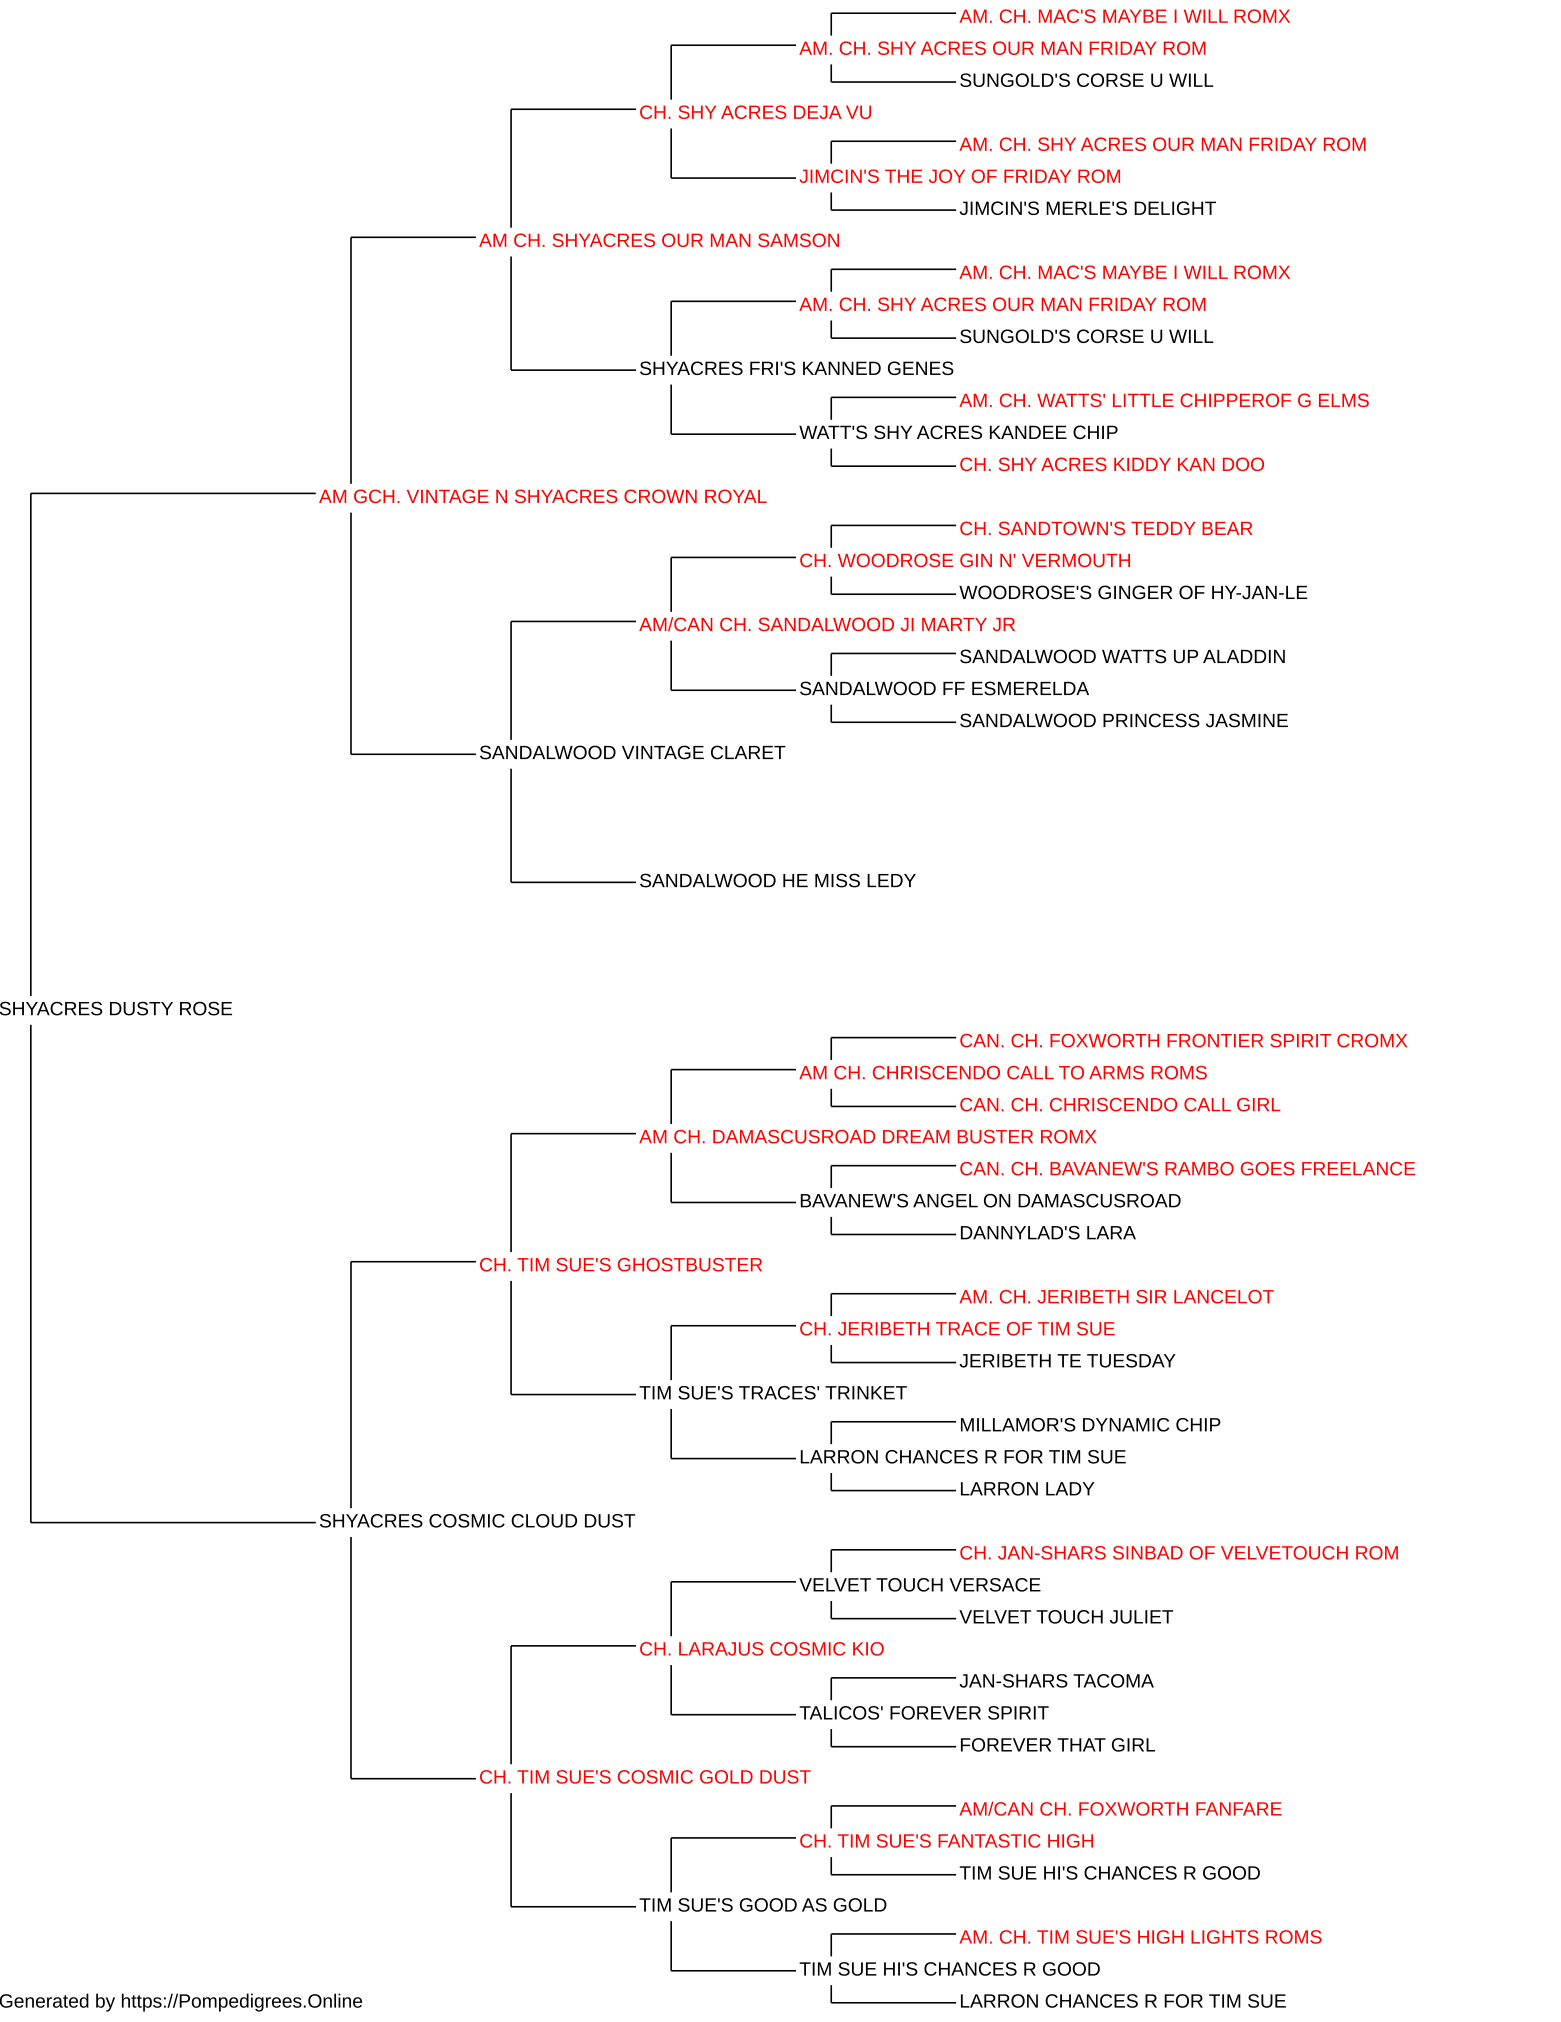 AM. CH. MAC'S MAYBE I WILL ROMX
AM. CH. SHY ACRES OUR MAN FRIDAY ROM
SUNGOLD'S CORSE U WILL
CH. SHY ACRES DEJA VU
AM. CH. SHY ACRES OUR MAN FRIDAY ROM
JIMCIN'S THE JOY OF FRIDAY ROM
JIMCIN'S MERLE'S DELIGHT
AM CH. SHYACRES OUR MAN SAMSON
AM. CH. MAC'S MAYBE I WILL ROMX
AM. CH. SHY ACRES OUR MAN FRIDAY ROM
SUNGOLD'S CORSE U WILL
SHYACRES FRI'S KANNED GENES
AM. CH. WATTS' LITTLE CHIPPEROF G ELMS
WATT'S SHY ACRES KANDEE CHIP
CH. SHY ACRES KIDDY KAN DOO
AM GCH. VINTAGE N SHYACRES CROWN ROYAL
CH. SANDTOWN'S TEDDY BEAR
CH. WOODROSE GIN N' VERMOUTH
WOODROSE'S GINGER OF HY-JAN-LE
AM/CAN CH. SANDALWOOD JI MARTY JR
SANDALWOOD WATTS UP ALADDIN
SANDALWOOD FF ESMERELDA
SANDALWOOD PRINCESS JASMINE
SANDALWOOD VINTAGE CLARET
SANDALWOOD HE MISS LEDY
SHYACRES DUSTY ROSE
CAN. CH. FOXWORTH FRONTIER SPIRIT CROMX
AM CH. CHRISCENDO CALL TO ARMS ROMS
CAN. CH. CHRISCENDO CALL GIRL
AM CH. DAMASCUSROAD DREAM BUSTER ROMX
CAN. CH. BAVANEW'S RAMBO GOES FREELANCE
BAVANEW'S ANGEL ON DAMASCUSROAD
DANNYLAD'S LARA
CH. TIM SUE'S GHOSTBUSTER
AM. CH. JERIBETH SIR LANCELOT
CH. JERIBETH TRACE OF TIM SUE
JERIBETH TE TUESDAY
TIM SUE'S TRACES' TRINKET
MILLAMOR'S DYNAMIC CHIP
LARRON CHANCES R FOR TIM SUE
LARRON LADY
SHYACRES COSMIC CLOUD DUST
CH. JAN-SHARS SINBAD OF VELVETOUCH ROM
VELVET TOUCH VERSACE
VELVET TOUCH JULIET
CH. LARAJUS COSMIC KIO
JAN-SHARS TACOMA
TALICOS' FOREVER SPIRIT
FOREVER THAT GIRL
CH. TIM SUE'S COSMIC GOLD DUST
AM/CAN CH. FOXWORTH FANFARE
CH. TIM SUE'S FANTASTIC HIGH
TIM SUE HI'S CHANCES R GOOD
TIM SUE'S GOOD AS GOLD
AM. CH. TIM SUE'S HIGH LIGHTS ROMS
TIM SUE HI'S CHANCES R GOOD
LARRON CHANCES R FOR TIM SUE
Generated by https://Pompedigrees.Online